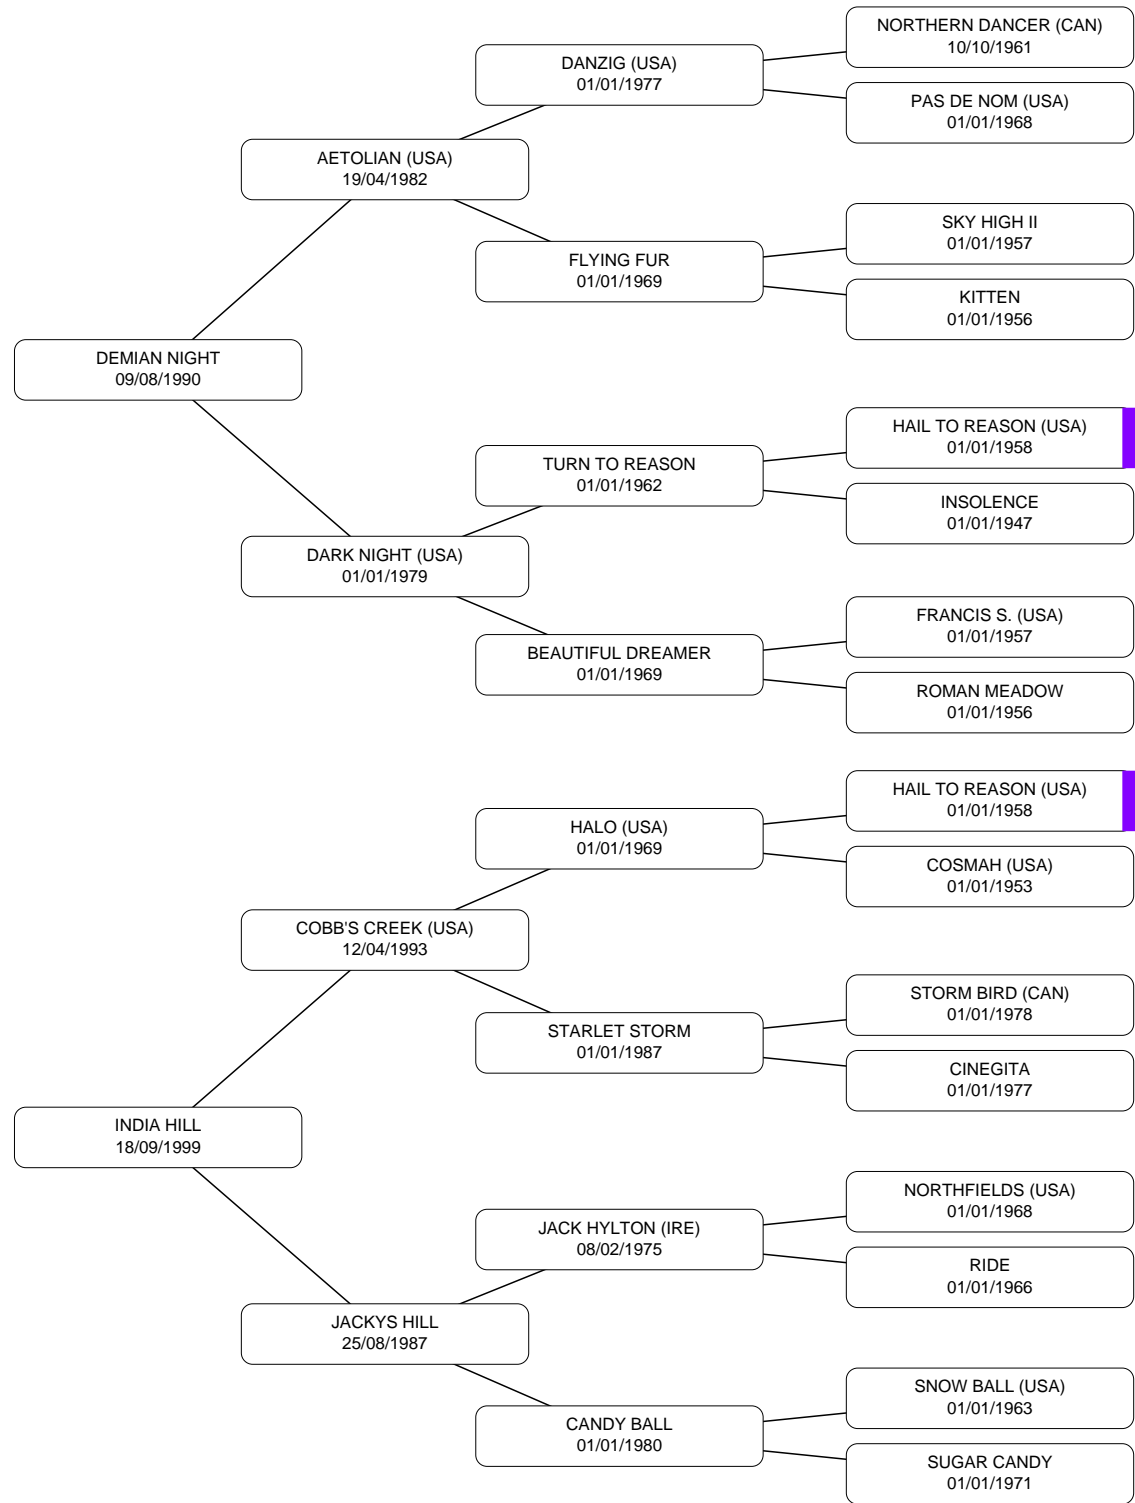 NORTHERN DANCER (CAN)
10/10/1961
DANZIG (USA)
01/01/1977
PAS DE NOM (USA)
01/01/1968
AETOLIAN (USA)
19/04/1982
SKY HIGH II
01/01/1957
FLYING FUR
01/01/1969
KITTEN
01/01/1956
DEMIAN NIGHT
09/08/1990
HAIL TO REASON (USA)
01/01/1958
TURN TO REASON
01/01/1962
INSOLENCE
01/01/1947
DARK NIGHT (USA)
01/01/1979
FRANCIS S. (USA)
01/01/1957
BEAUTIFUL DREAMER
01/01/1969
ROMAN MEADOW
01/01/1956
HAIL TO REASON (USA)
01/01/1958
HALO (USA)
01/01/1969
COSMAH (USA)
01/01/1953
COBB'S CREEK (USA)
12/04/1993
STORM BIRD (CAN)
01/01/1978
STARLET STORM
01/01/1987
CINEGITA
01/01/1977
INDIA HILL
18/09/1999
NORTHFIELDS (USA)
01/01/1968
JACK HYLTON (IRE)
08/02/1975
RIDE
01/01/1966
JACKYS HILL
25/08/1987
SNOW BALL (USA)
01/01/1963
CANDY BALL
01/01/1980
SUGAR CANDY
01/01/1971